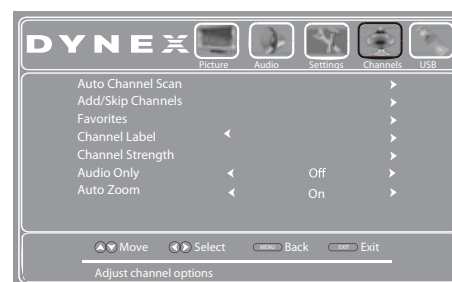 DYNEX
Picture Audio Settings Channels USB
Auto Channel Scan
Add/Skip Channels
Favorites
Channel Label
Channel Strength
Audio Only Off
Auto Zoom On
Move Select MENU Back EXIT Exit
Adjust channel options